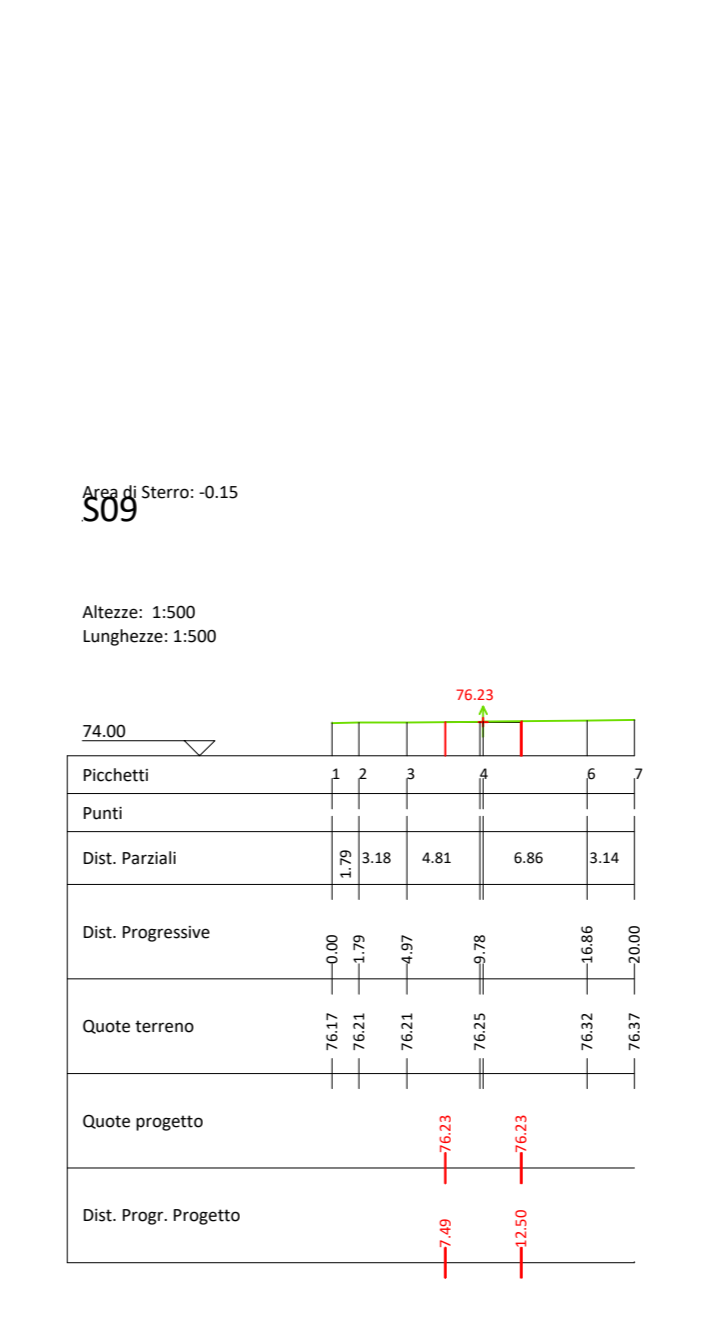 Area di Sterro: -0.15
S09
Altezze:  1:500
Lunghezze: 1:500
76.23
74.00
Picchetti 1 2 3 4 6 7
Punti
Dist. Parziali 1.79 3.18 4.81 6.86 3.14
Dist. Progressive 0.00 1.79 4.97 9.78 16.86 20.00
Quote terreno 76.17 76.21 76.21 76.25 76.32 76.37
Quote progetto 76.23 76.23
Dist. Progr. Progetto 7.49 12.50